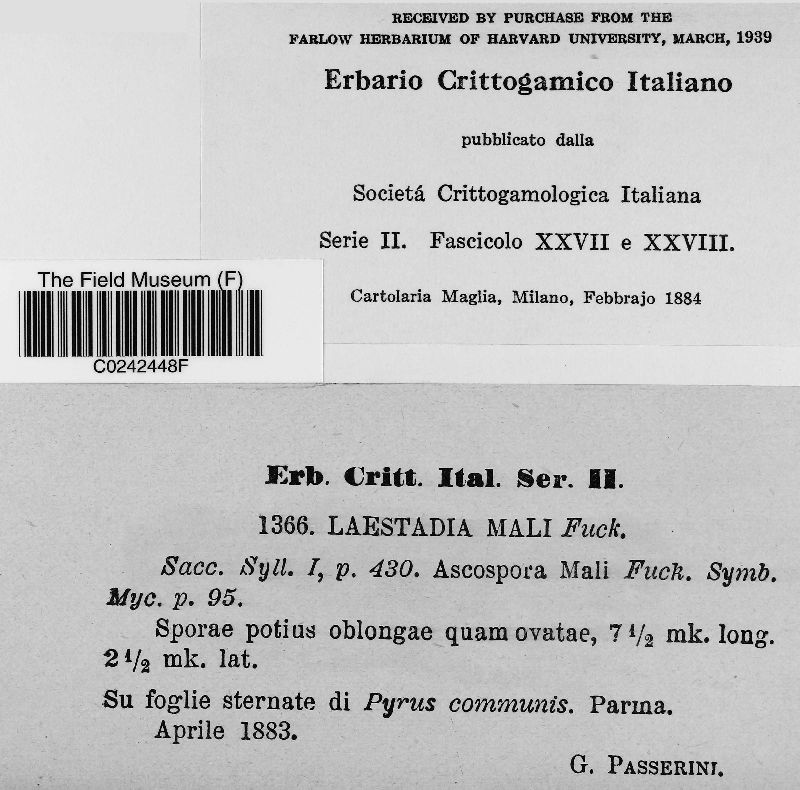 RECEIVED BY PURCHASE FROM THE
FARLOW HERBARIUM OF HARVARD UNIVERSITY, MARCH, 1939
Erbario Crittogamico Italiano
pubblicato dalla
Societá Crittogamologica Italiana
Serie II. Fascicolo XXVII e XXVIII.
Cartolaria Maglia, Milano, Febbrajo 1884
The Field Museum (F)
C0242448F
Erb. Critt. Ital. Ser. II.
1366. LAESTADIA MALI Fuck.
Sacc. Syll. I, p. 430. Ascospora Mali Fuck. Symb.
Myc. p. 95.
Sporae potius oblongae quam ovatae, 7 1/2 mk. long.
2 1/2 mk. lat.
Su foglie sternate di Pyrus communis. Parma.
Aprile 1883.
G. PASSERINI.